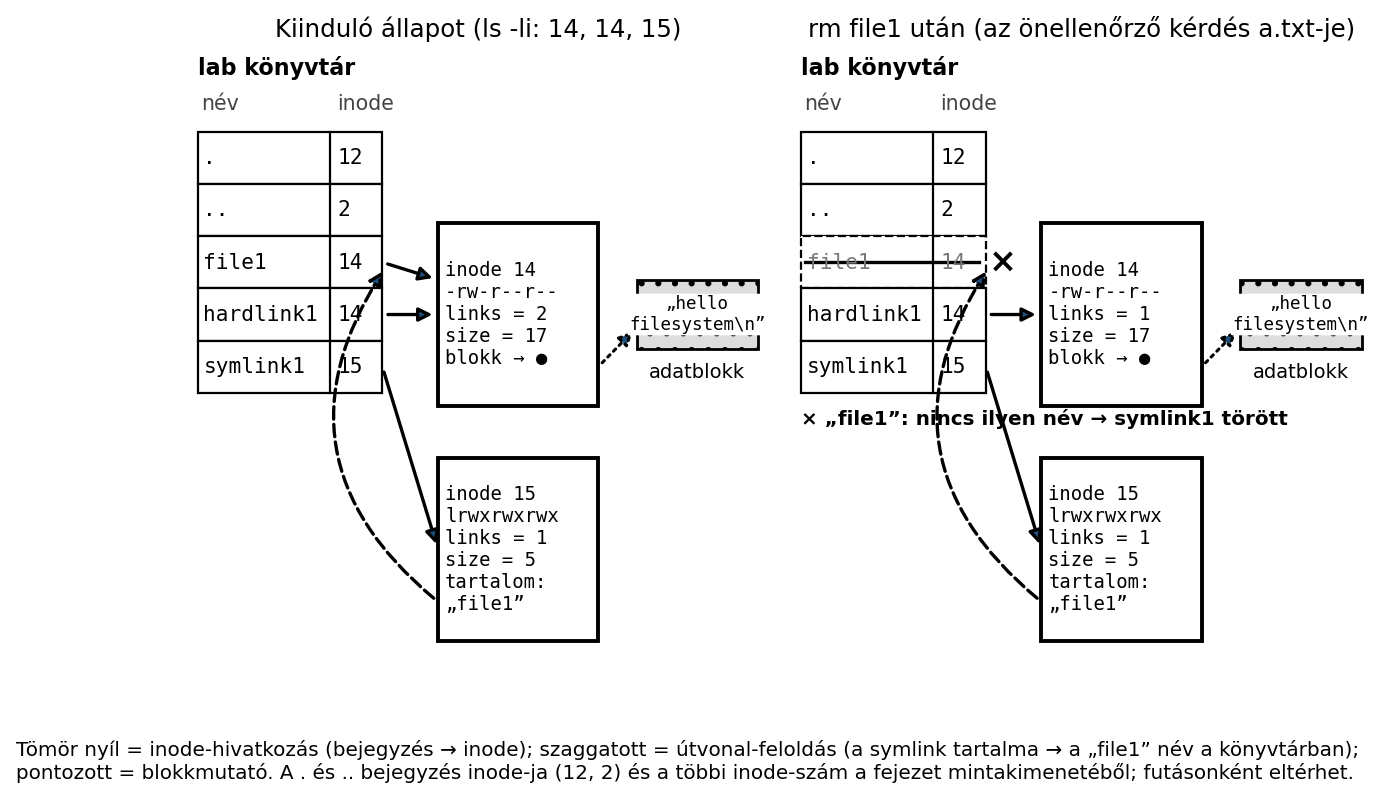 Kiinduló állapot (ls -li: 14, 14, 15)
lab könyvtár
név inode
. 12
.. 2
file1 14
hardlink1 14
symlink1 15
inode 14
-rw-r--r--
links = 2
size = 17
blokk → ●
„hello
filesystem\n”
adatblokk
inode 15
lrwxrwxrwx
links = 1
size = 5
tartalom:
„file1”
rm file1 után (az önellenőrző kérdés a.txt-je)
lab könyvtár
név inode
. 12
.. 2
file1 14 ×
hardlink1 14
symlink1 15
inode 14
-rw-r--r--
links = 1
size = 17
blokk → ●
„hello
filesystem\n”
adatblokk
× „file1”: nincs ilyen név → symlink1 törött
inode 15
lrwxrwxrwx
links = 1
size = 5
tartalom:
„file1”
Tömör nyíl = inode-hivatkozás (bejegyzés → inode); szaggatott = útvonal-feloldás (a symlink tartalma → a „file1” név a könyvtárban);
pontozott = blokkmutató. A . és .. bejegyzés inode-ja (12, 2) és a többi inode-szám a fejezet mintakimenetéből; futásonként eltérhet.